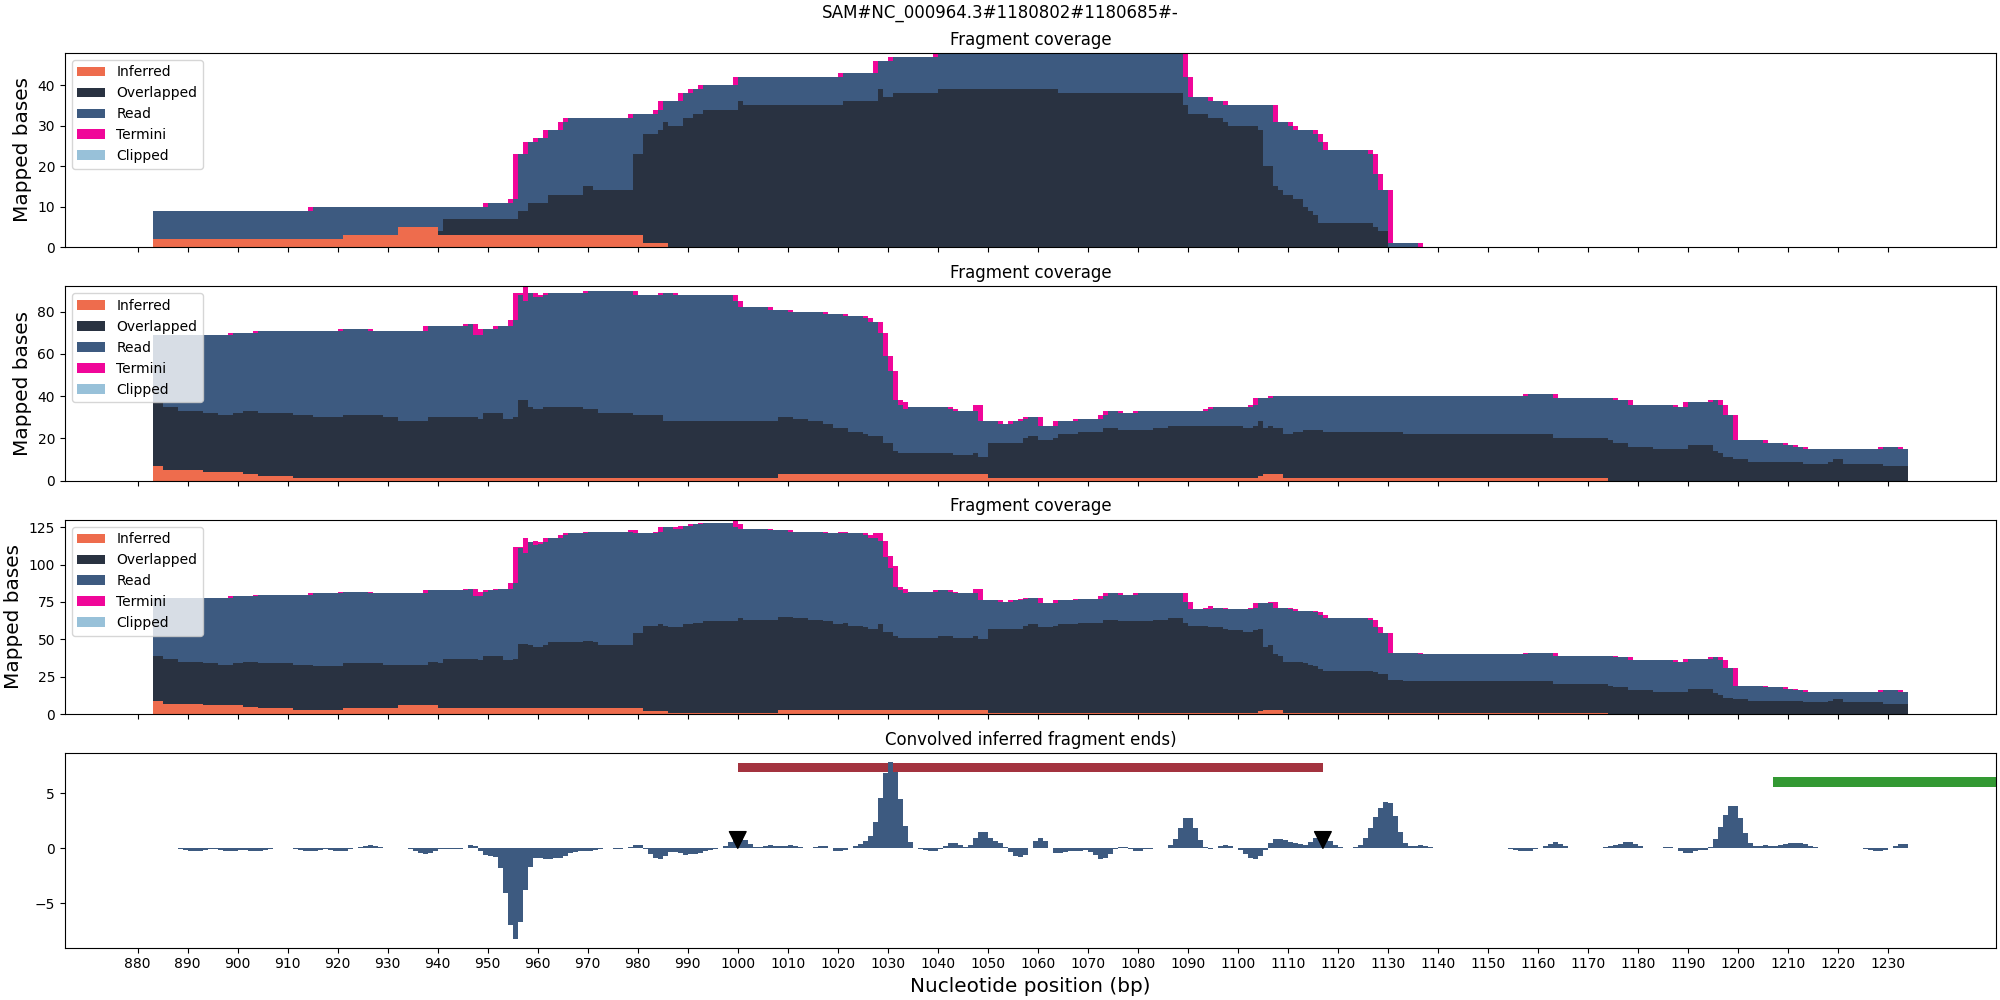 SAM#NC_000964.3#1180802#1180685#-
Fragment coverage
Mapped bases
40
30
20
10
0
Inferred
Overlapped
Read
Termini
Clipped
Fragment coverage
Mapped bases
80
60
40
20
0
Inferred
Overlapped
Read
Termini
Clipped
Fragment coverage
Mapped bases
125
100
75
50
25
0
Inferred
Overlapped
Read
Termini
Clipped
Convolved inferred fragment ends)
5
0
−5
880 890 900 910 920 930 940 950 960 970 980 990 1000 1010 1020 1030 1040 1050 1060 1070 1080 1090 1100 1110 1120 1130 1140 1150 1160 1170 1180 1190 1200 1210 1220 1230
Nucleotide position (bp)